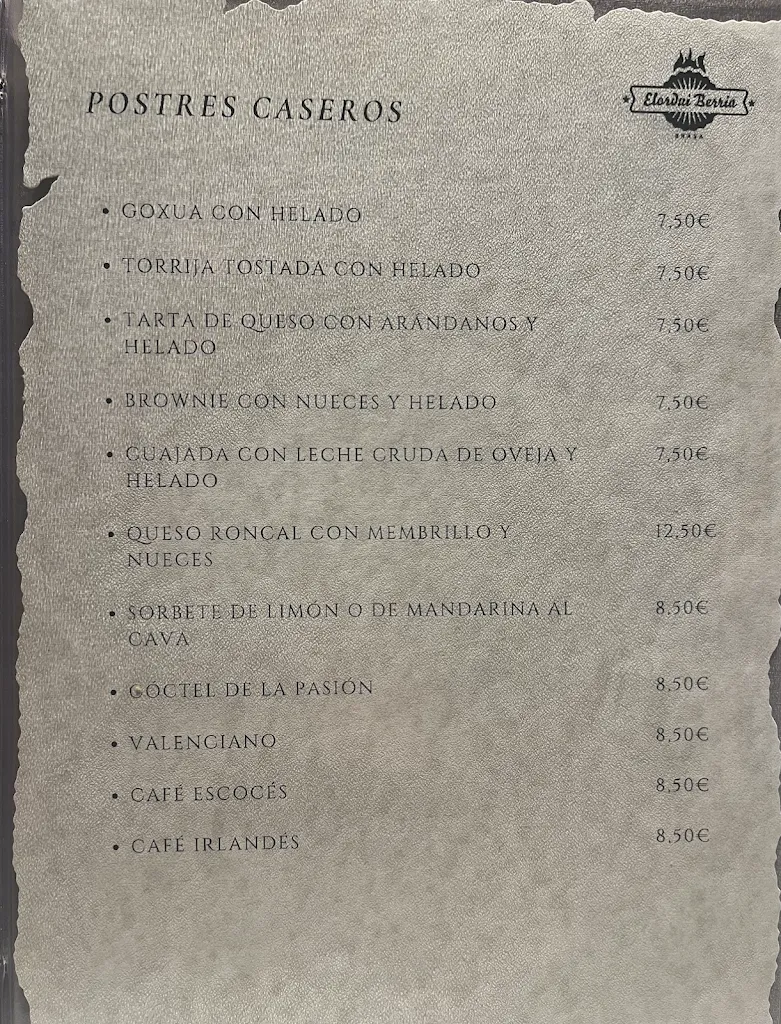 POSTRES CASEROS
Elordui Berria
BRASA
• GOXUA CON HELADO 7,50€
• TORRIJA TOSTADA CON HELADO 7,50€
• TARTA DE QUESO CON ARÁNDANOS Y 7,50€
HELADO
• BROWNIE CON NUECES Y HELADO 7,50€
• CUAJADA CON LECHE CRUDA DE OVEJA Y 7,50€
HELADO
• QUESO RONCAL CON MEMBRILLO Y 12,50€
NUECES
• SORBETE DE LIMÓN O DE MANDARINA AL 8,50€
CAVA
• CÓCTEL DE LA PASIÓN 8,50€
• VALENCIANO 8,50€
• CAFÉ ESCOCÉS 8,50€
• CAFÉ IRLANDÉS 8,50€